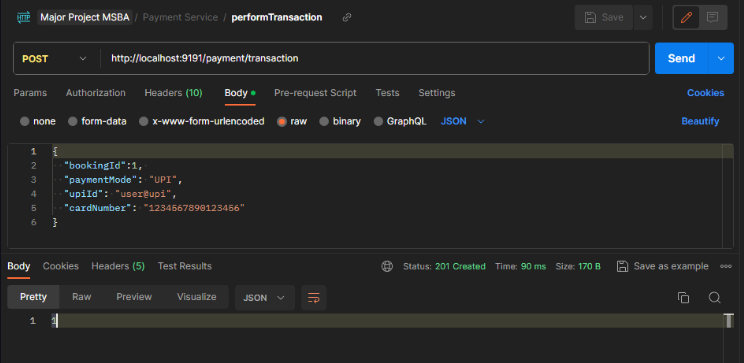 HTTP Major Project MSBA / Payment Service / performTransaction Save
POST http://localhost:9191/payment/transaction Send
Params Authorization Headers (10) Body Pre-request Script Tests Settings Cookies
none form-data x-www-form-urlencoded raw binary GraphQL JSON Beautify
1 {
2 "bookingId":1,
3 "paymentMode": "UPI",
4 "upiId": "user@upi",
5 "cardNumber": "1234567890123456"
6 }
Body Cookies Headers (5) Test Results Status: 201 Created Time: 90 ms Size: 170 B Save as example
Pretty Raw Preview Visualize JSON
1 1